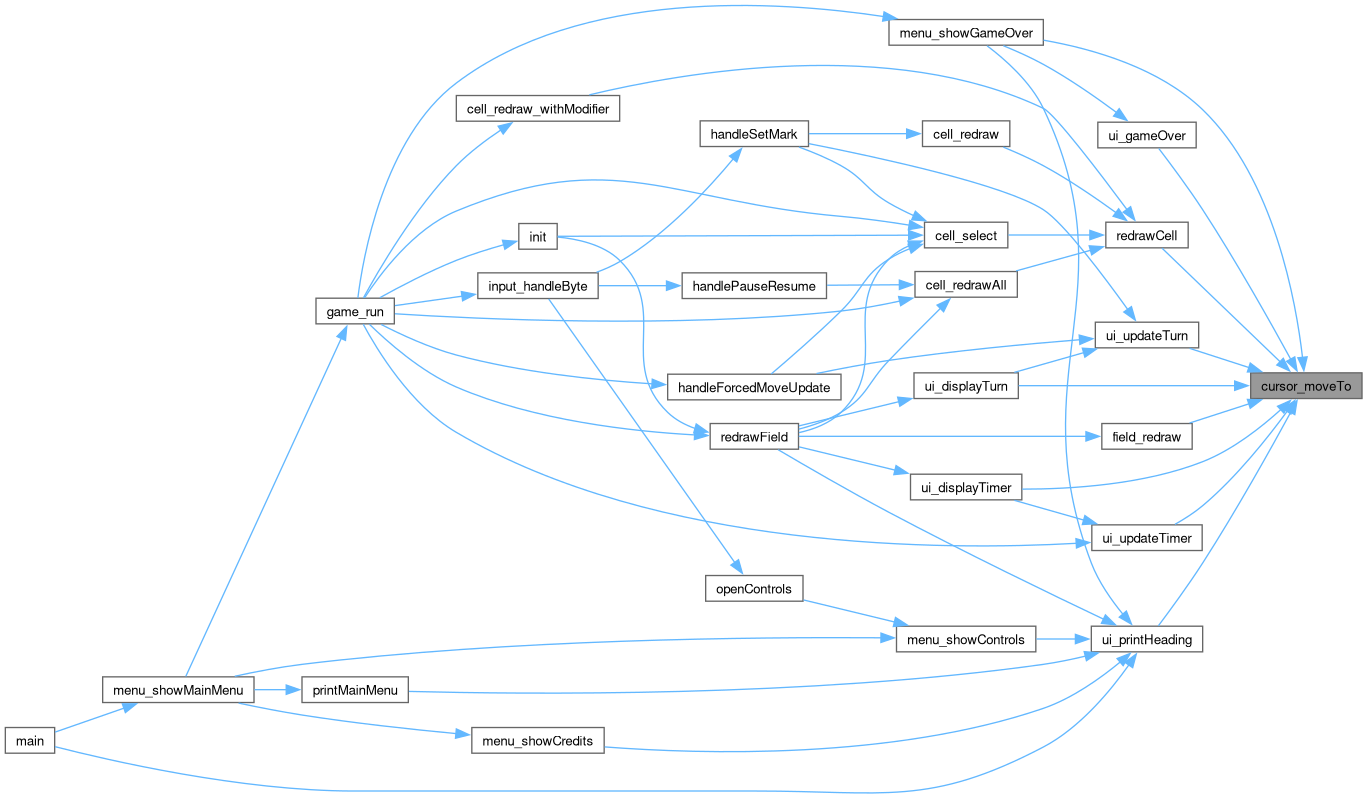 menu_showGameOver
cell_redraw_withModifier
handleSetMark
cell_redraw
ui_gameOver
init
cell_select
redrawCell
input_handleByte
handlePauseResume
cell_redrawAll
game_run
ui_updateTurn
handleForcedMoveUpdate
ui_displayTurn
cursor_moveTo
redrawField
field_redraw
ui_displayTimer
ui_updateTimer
openControls
menu_showControls
ui_printHeading
menu_showMainMenu
printMainMenu
main
menu_showCredits